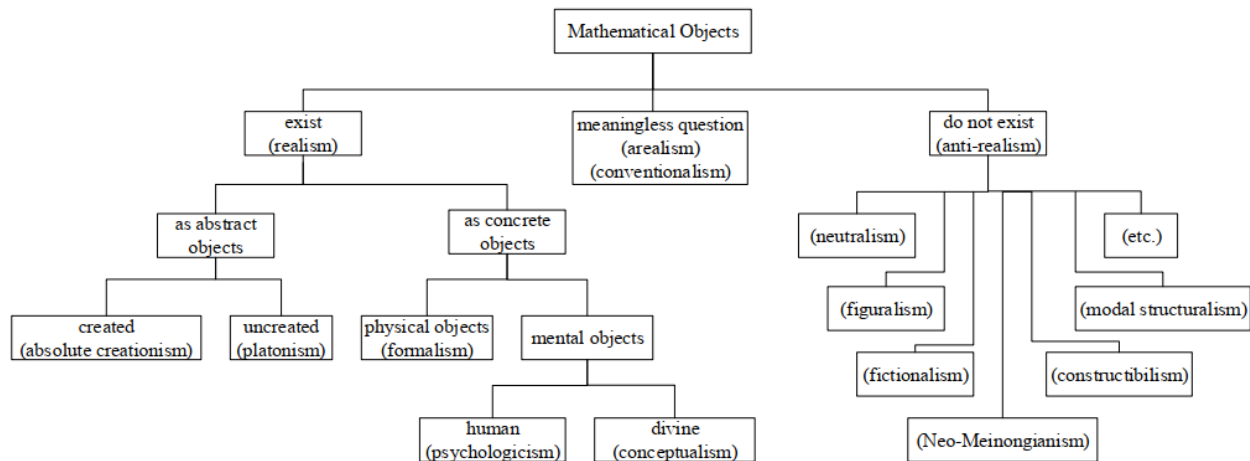 Mathematical Objects
exist
(realism)
meaningless question
(arealism)
(conventionalism)
do not exist
(anti-realism)
as abstract
objects
as concrete
objects
(neutralism)
(etc.)
created
(absolute creationism)
uncreated
(platonism)
physical objects
(formalism)
mental objects
(figuralism)
(modal structuralism)
(fictionalism)
(constructibilism)
human
(psychologicism)
divine
(conceptualism)
(Neo-Meinongianism)